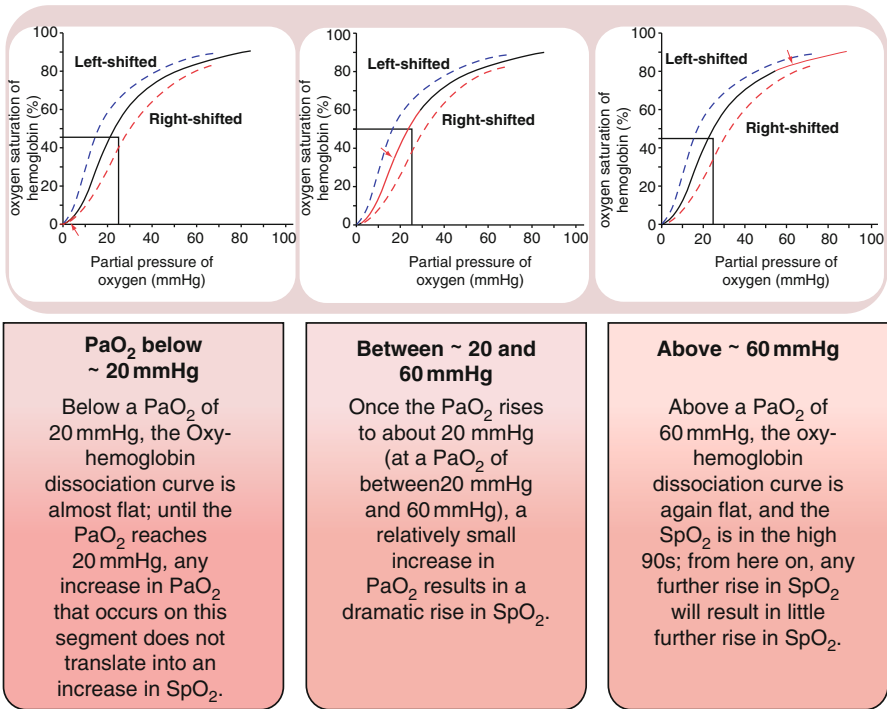 oxygen saturation of
hemoglobin (%)
100
80
60
40
20
0
Left-shifted
Right-shifted
0 20 40 60 80 100
Partial pressure of
oxygen (mmHg)
oxygen saturation of
hemoglobin (%)
100
80
60
40
20
0
Left-shifted
Right-shifted
0 20 40 60 80 100
Partial pressure of
oxygen (mmHg)
oxygen saturation of
hemoglobin (%)
100
80
60
40
20
0
Left-shifted
Right-shifted
0 20 40 60 80 100
Partial pressure of
oxygen (mmHg)
PaO₂ below
~ 20 mmHg
Below a PaO₂ of
20 mmHg, the Oxy-
hemoglobin
dissociation curve is
almost flat; until the
PaO₂ reaches
20 mmHg, any
increase in PaO₂
that occurs on this
segment does not
translate into an
increase in SpO₂.
Between ~ 20 and
60 mmHg
Once the PaO₂ rises
to about 20 mmHg
(at a PaO₂ of
between20 mmHg
and 60 mmHg), a
relatively small
increase in
PaO₂ results in a
dramatic rise in SpO₂.
Above ~ 60 mmHg
Above a PaO₂ of
60 mmHg, the oxy-
hemoglobin
dissociation curve is
again flat, and the
SpO₂ is in the high
90s; from here on, any
further rise in SpO₂
will result in little
further rise in SpO₂.